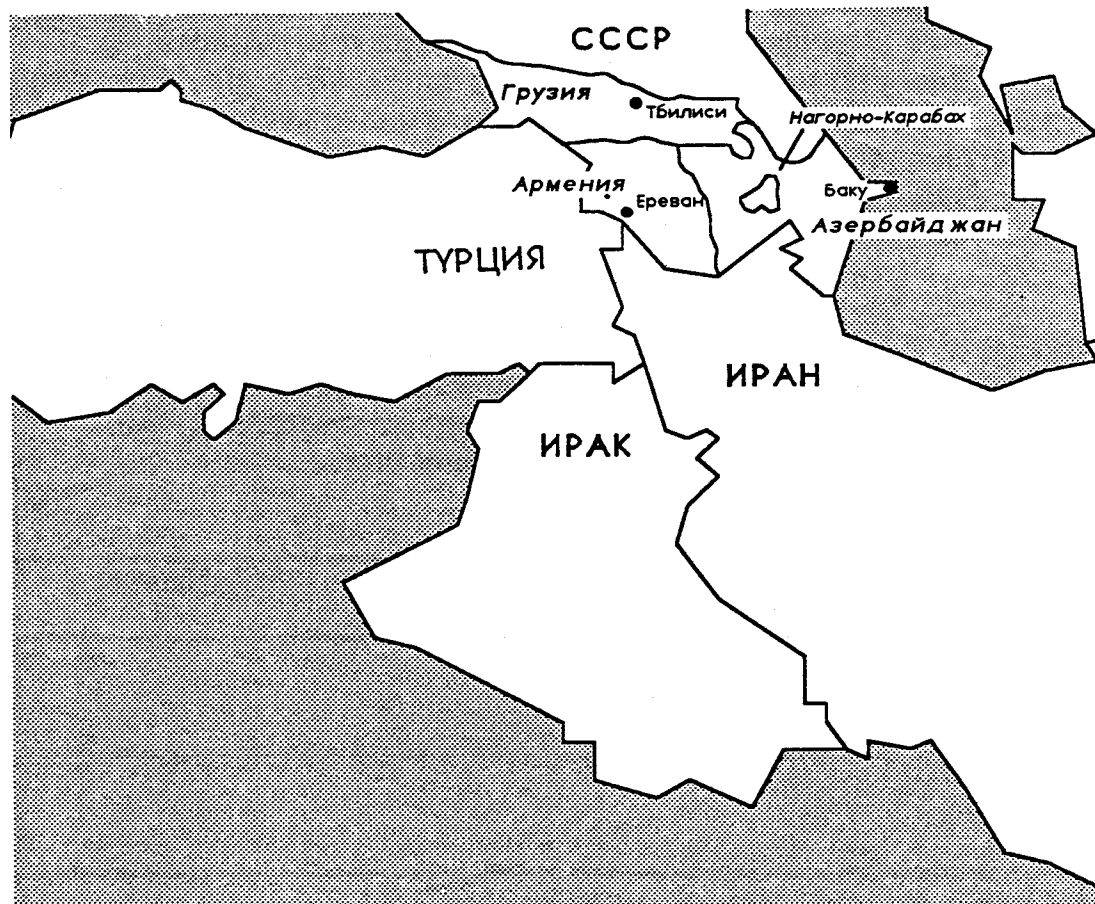 СССР
Грузия
Тбилиси
Нагорно-Карабах
Армения
Ереван
Баку
Азербайджан
ТУРЦИЯ
ИРАН
ИРАК